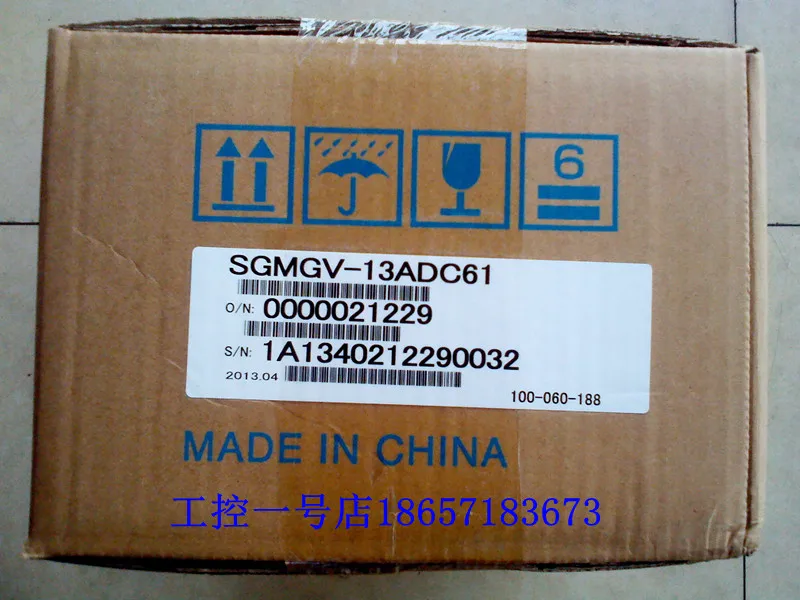 6
SGMGV-13ADC61
O/N: 0000021229
S/N: 1A1340212290032
2013.04
100-060-188
MADE IN CHINA
工控一号店18657183673